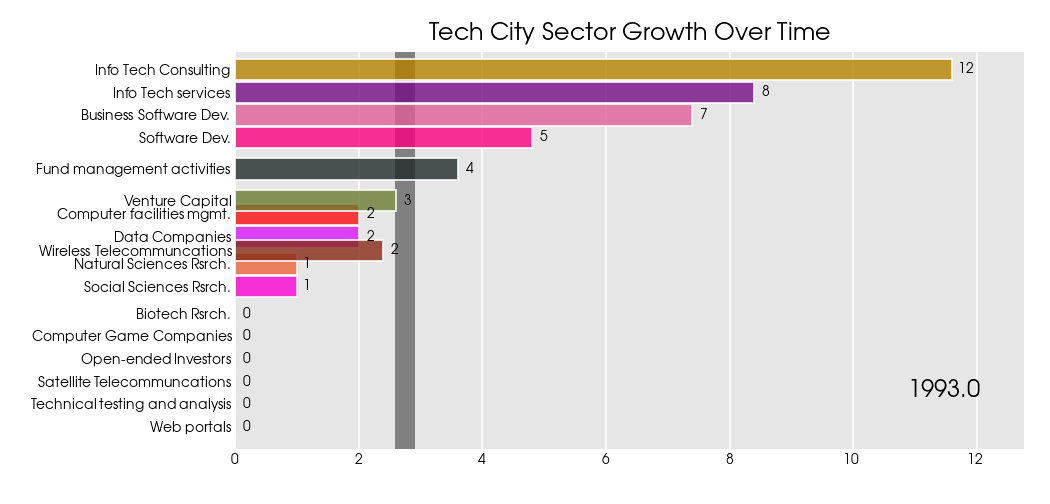 Tech City Sector Growth Over Time
Info Tech Consulting 12
Info Tech services 8
Business Software Dev. 7
Software Dev. 5
Fund management activities 4
Venture Capital 3
Computer facilities mgmt. 2
Data Companies 2
Wireless Telecommuncations 2
Natural Sciences Rsrch. 1
Social Sciences Rsrch. 1
Biotech Rsrch. 0
Computer Game Companies 0
Open-ended Investors 0
Satellite Telecommuncations 0
1993.0
Technical testing and analysis 0
Web portals 0
0 2 4 6 8 10 12